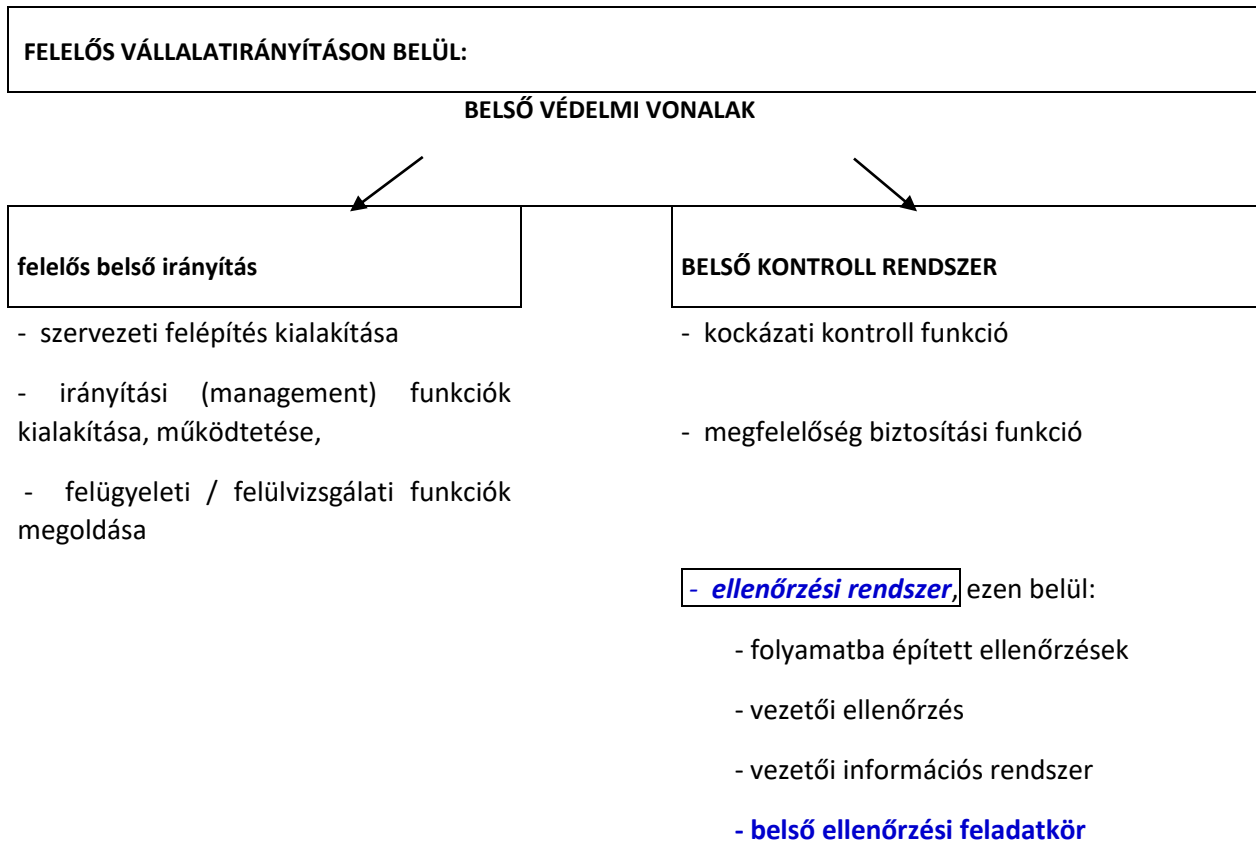 FELELŐS VÁLLALATIRÁNYÍTÁSON BELÜL:
BELSŐ VÉDELMI VONALAK
felelős belső irányítás
- szervezeti felépítés kialakítása
- irányítási (management) funkciók
kialakítása, működtetése,
- felügyeleti / felülvizsgálati funkciók
megoldása
BELSŐ KONTROLL RENDSZER
- kockázati kontroll funkció
- megfelelőség biztosítási funkció
- ellenőrzési rendszer, ezen belül:
- folyamatba épített ellenőrzések
- vezetői ellenőrzés
- vezetői információs rendszer
- belső ellenőrzési feladatkör